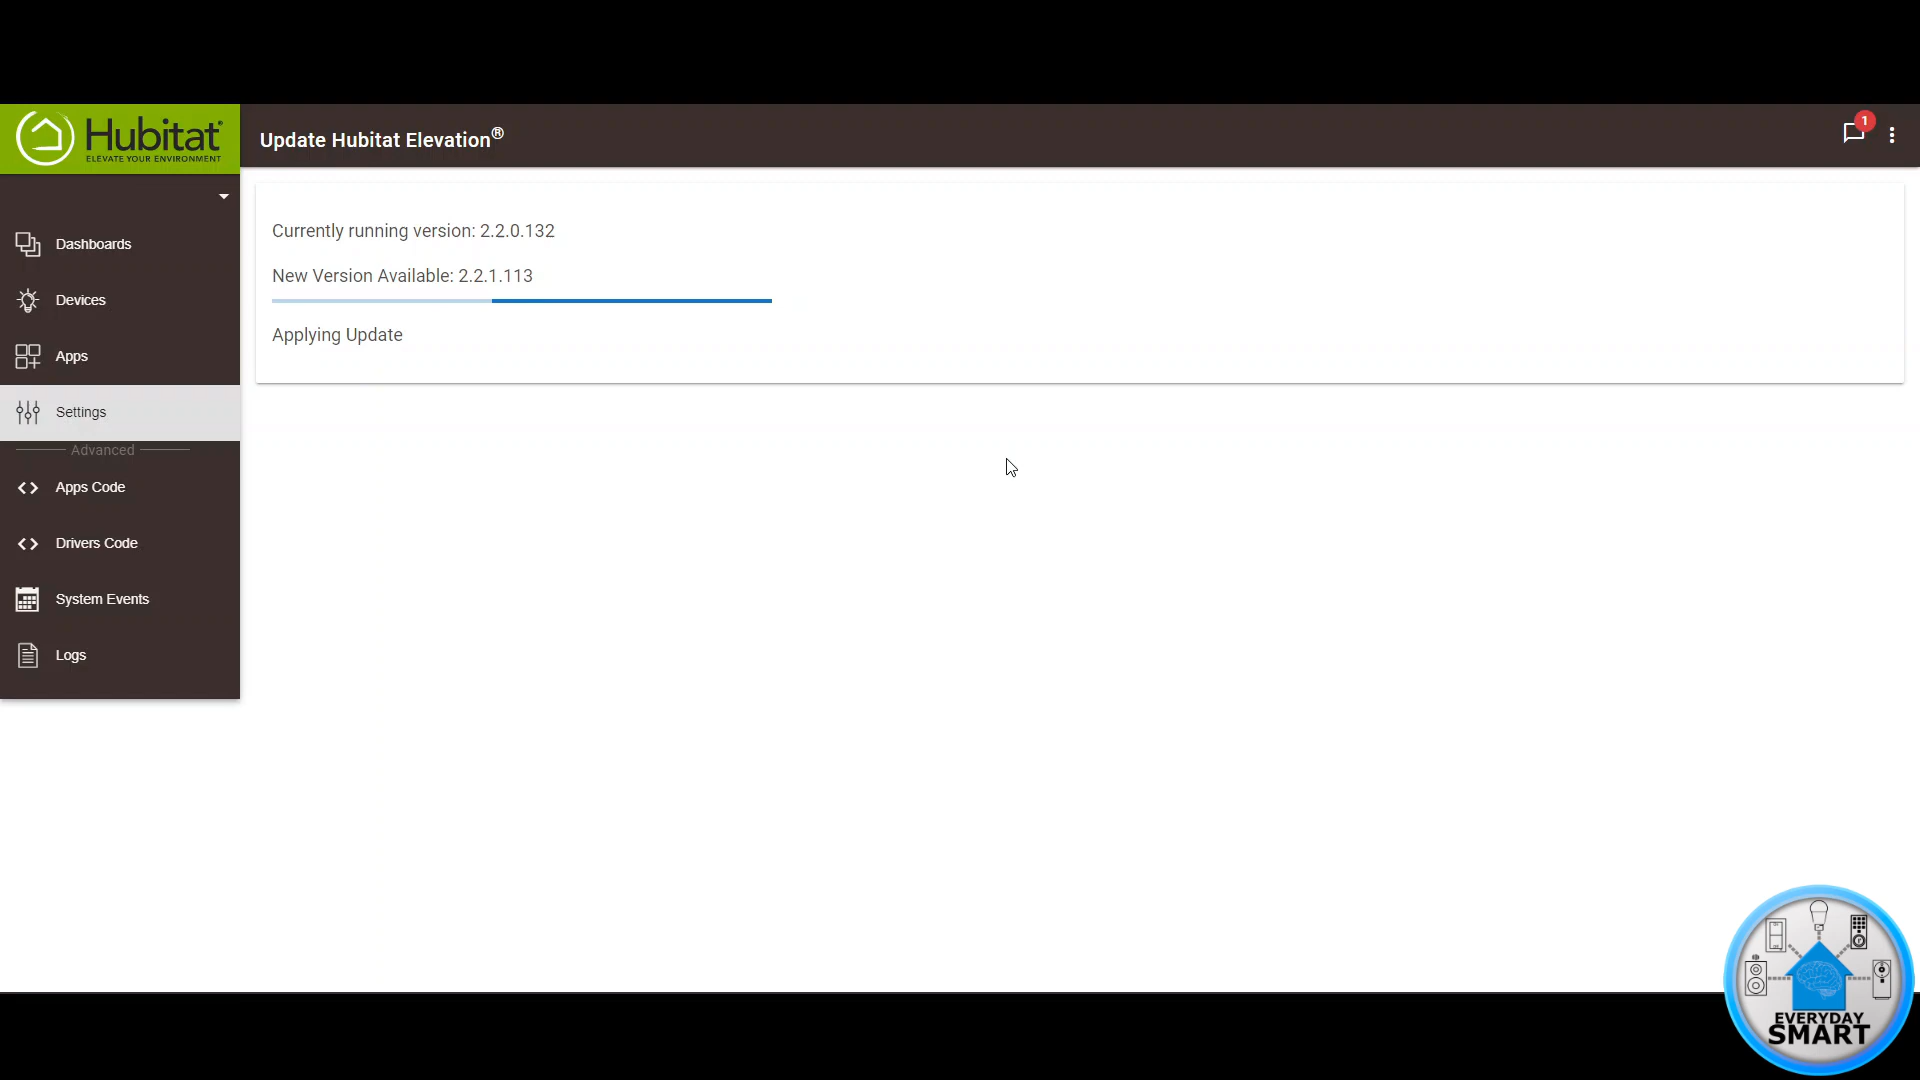 Hubitat®
ELEVATE YOUR ENVIRONMENT
Update Hubitat Elevation®
1
Dashboards
Devices
Apps
Settings
Advanced
Apps Code
Drivers Code
System Events
Logs
Currently running version: 2.2.0.132
New Version Available: 2.2.1.113
Applying Update
EVERYDAY
SMART